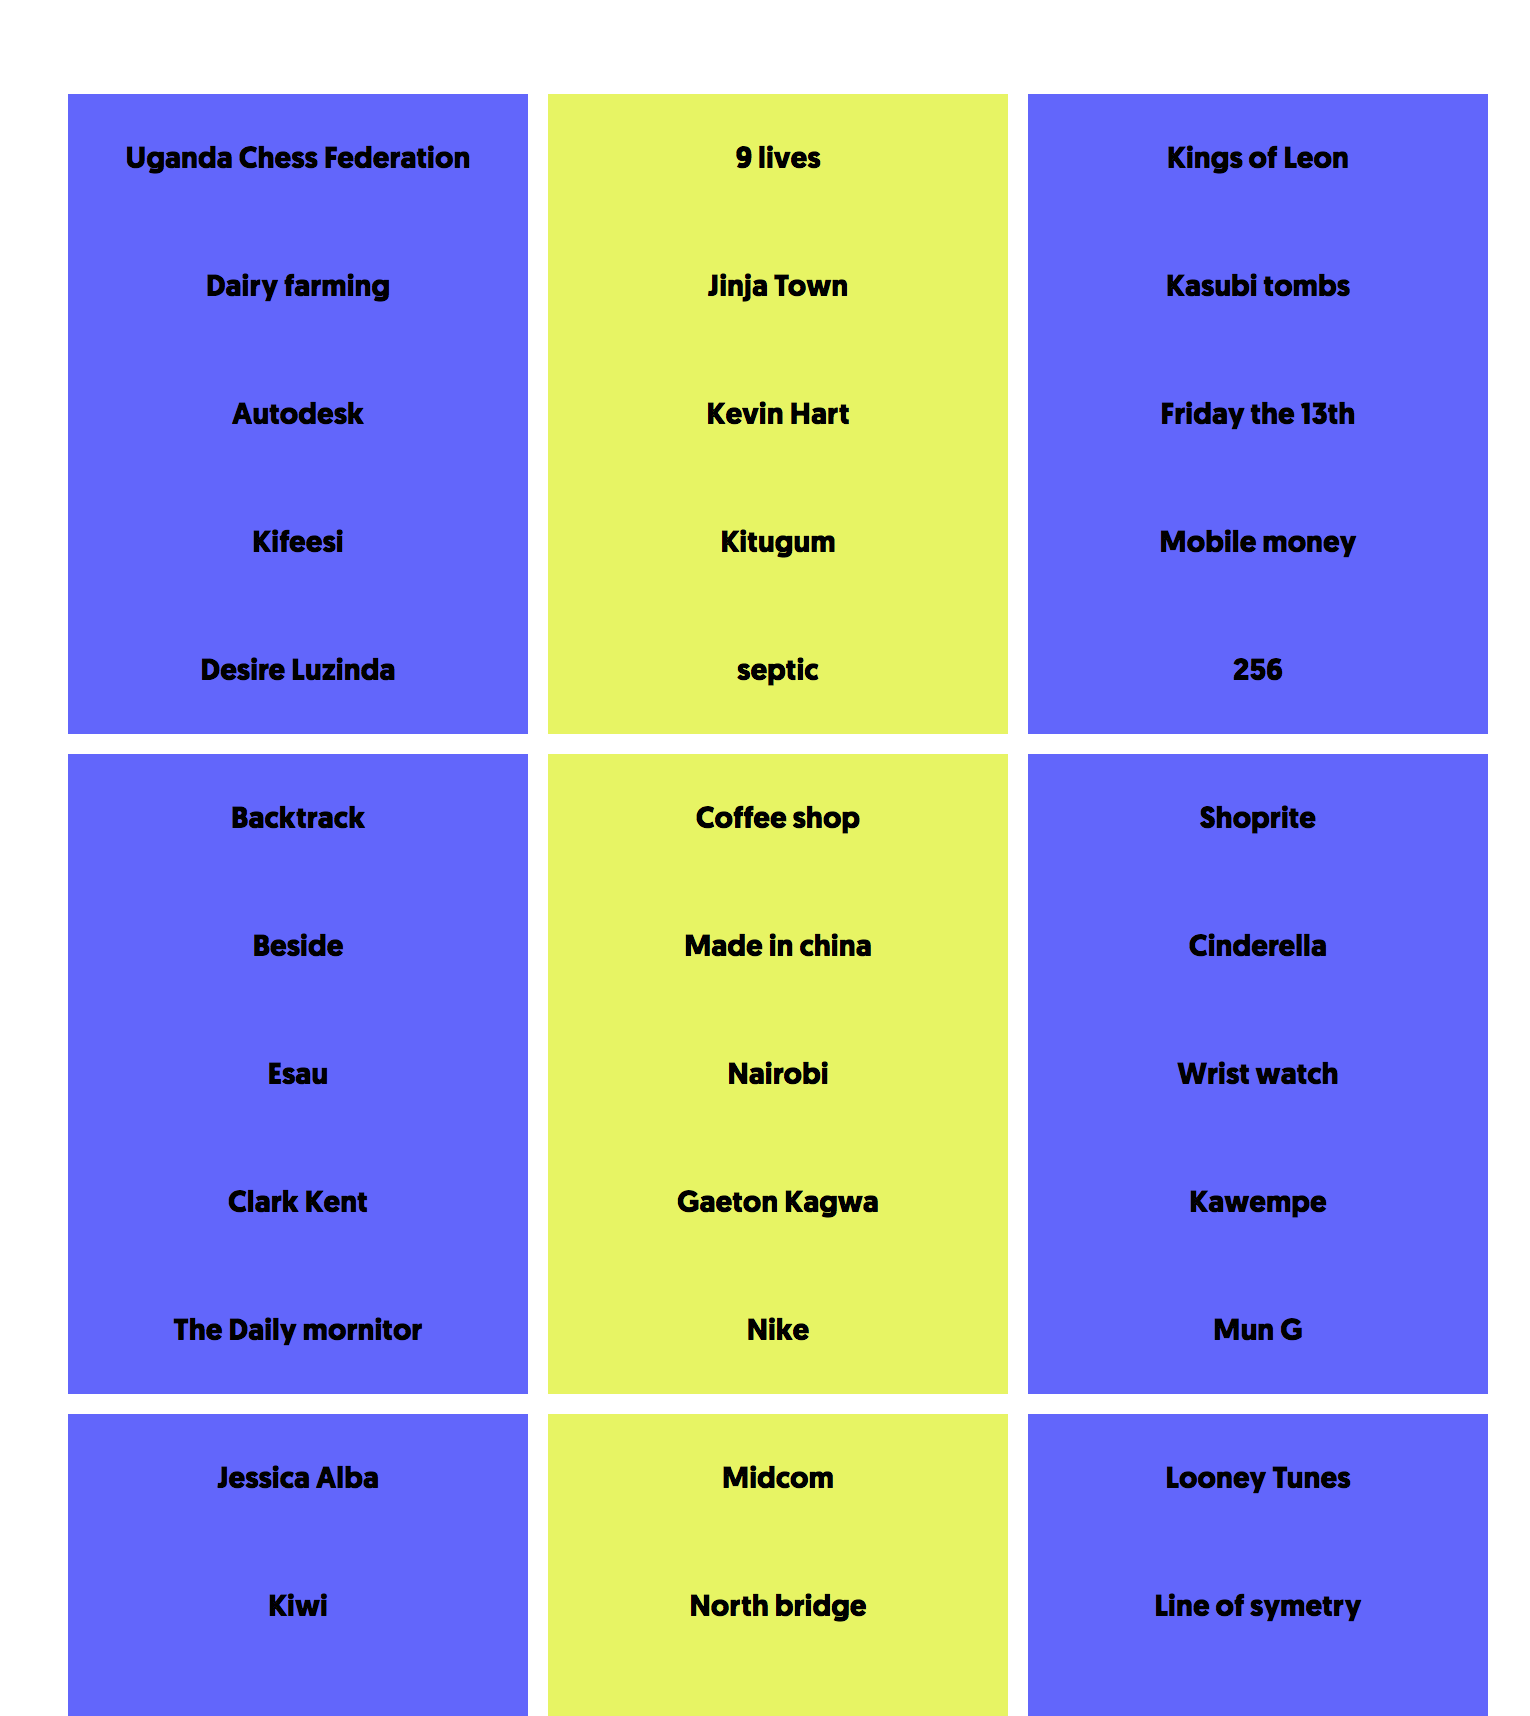 Uganda Chess Federation
Dairy farming
Autodesk
Kifeesi
Desire Luzinda
9 lives
Jinja Town
Kevin Hart
Kitugum
septic
Kings of Leon
Kasubi tombs
Friday the 13th
Mobile money
256
Backtrack
Beside
Esau
Clark Kent
The Daily mornitor
Coffee shop
Made in china
Nairobi
Gaeton Kagwa
Nike
Shoprite
Cinderella
Wrist watch
Kawempe
Mun G
Jessica Alba
Kiwi
Midcom
North bridge
Looney Tunes
Line of symetry